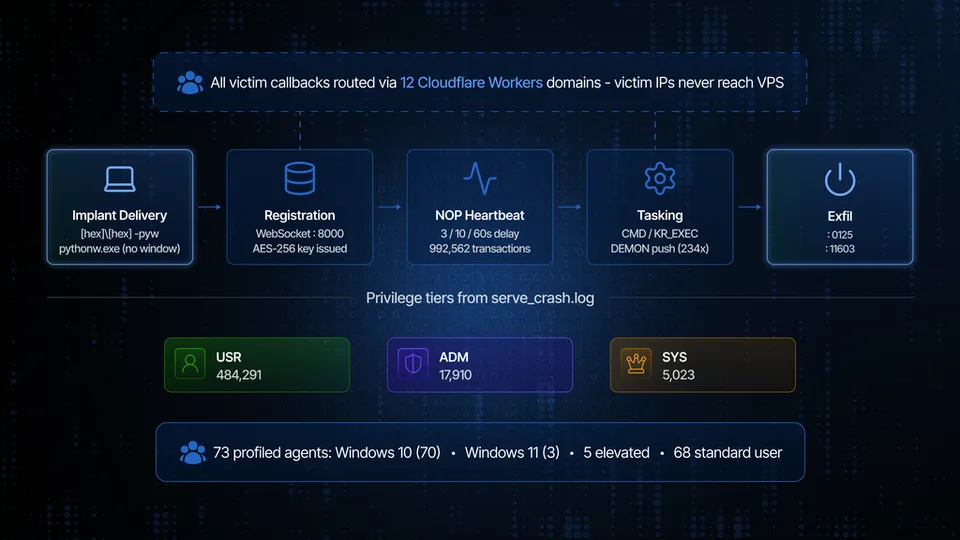 All victim callbacks routed via 12 Cloudflare Workers domains - victim IPs never reach VPS
Implant Delivery
[hex]\[hex] -pyw
pythonw.exe (no window)
Registration
WebSocket : 8000
AES-256 key issued
NOP Heartbeat
3 / 10 / 60s delay
992,562 transactions
Tasking
CMD / KR_EXEC
DEMON push (234x)
Exfil
: 0125
: 11603
Privilege tiers from serve_crash.log
USR
484,291
ADM
17,910
SYS
5,023
73 profiled agents: Windows 10 (70) • Windows 11 (3) • 5 elevated • 68 standard user